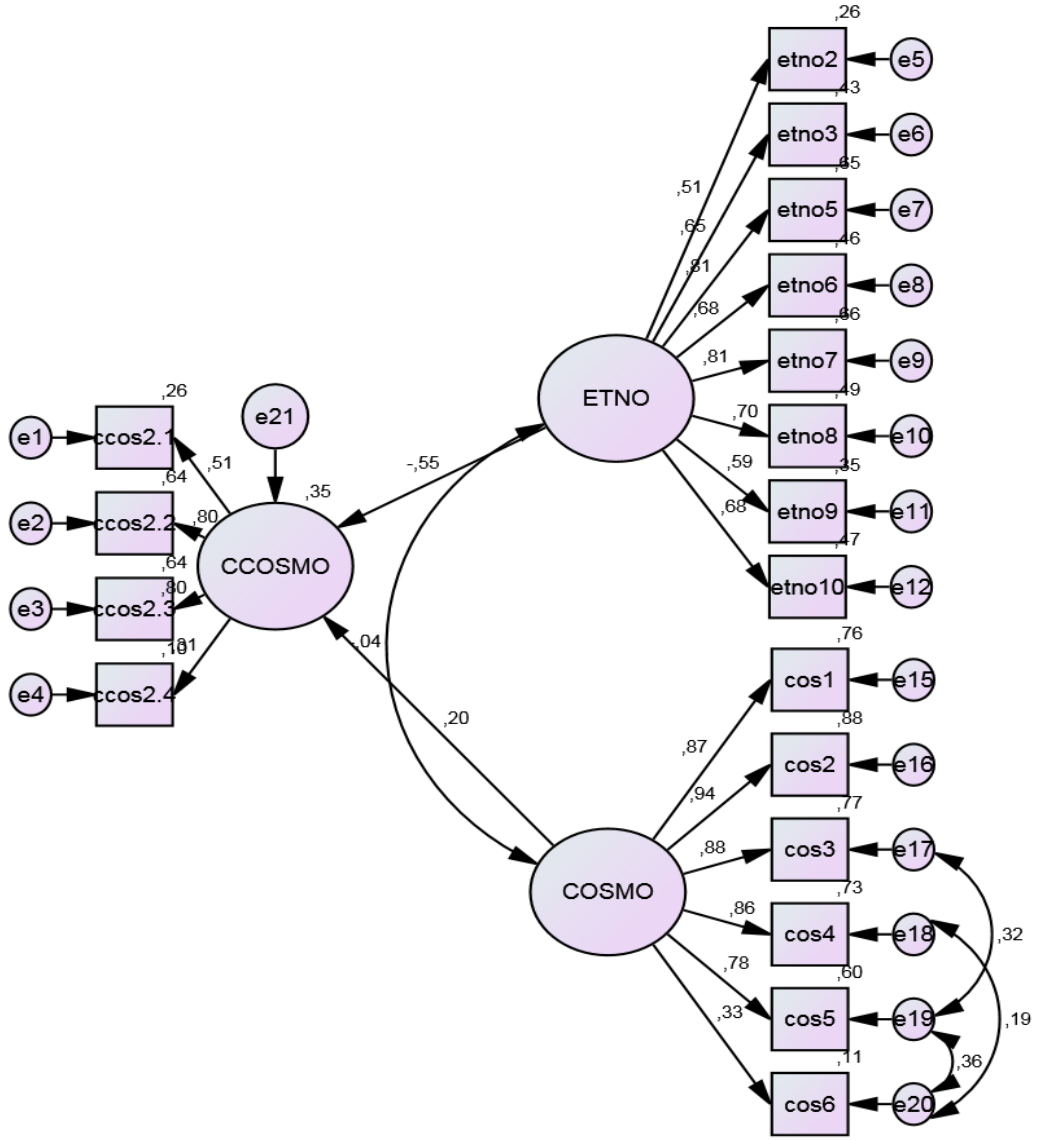 ,26
etno2
e5
,43
etno3
e6
,51
,65
etno5
e7
,65
,46
etno6
e8
,81
,68
,66
etno7
e9
,81
ETNO
,49
etno8
e10
,70
,26
e21
,35
etno9
e11
,59
e1
ccos2.1
,51
-,55
,64
,35
,47
,68
e2
ccos2.2
,80
etno10
e12
CCOSMO
,64
,80
e3
ccos2.3
,76
,10
,31
-,04
e4
ccos2.4
cos1
e15
,20
,88
,87
cos2
e16
,94
,77
,88
cos3
e17
COSMO
,73
,86
cos4
e18
,32
,78
,60
cos5
e19
,19
,33
,11
,36
cos6
e20